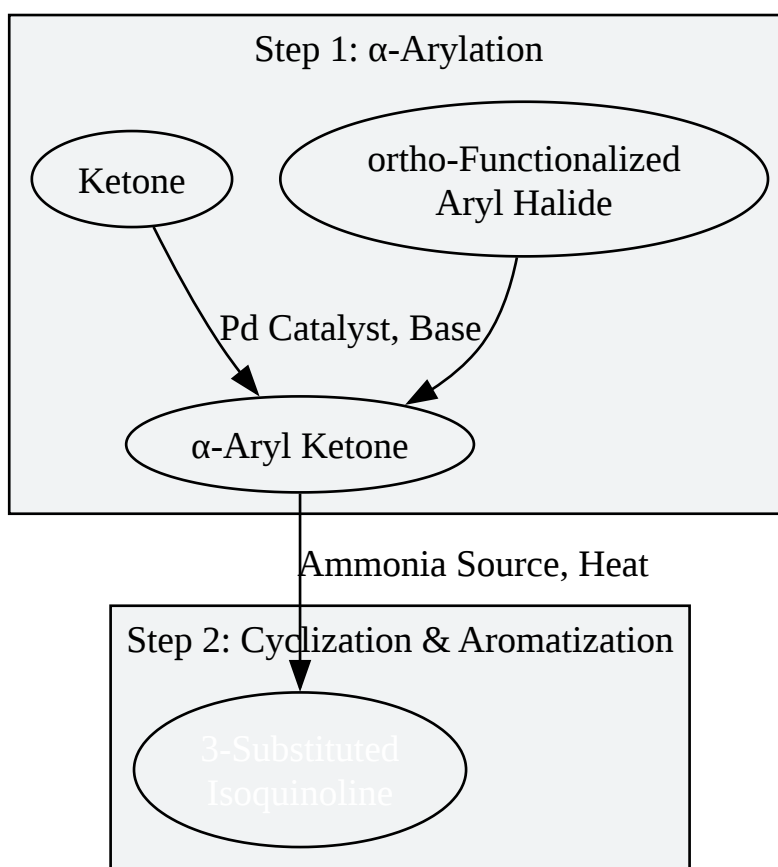 Step 1: α-Arylation
Ketone
ortho-Functionalized
Aryl Halide
Pd Catalyst, Base
α-Aryl Ketone
Ammonia Source, Heat
Step 2: Cyclization & Aromatization
3-Substituted
Isoquinoline